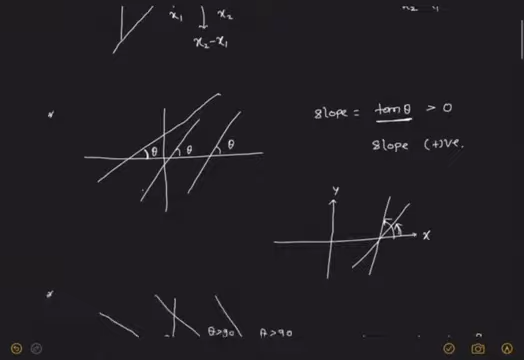 x₁ x₂
x₂-x₁
θ θ θ
slope = tanθ > 0
slope (+)ve.
Y
X
θ>90 θ>90